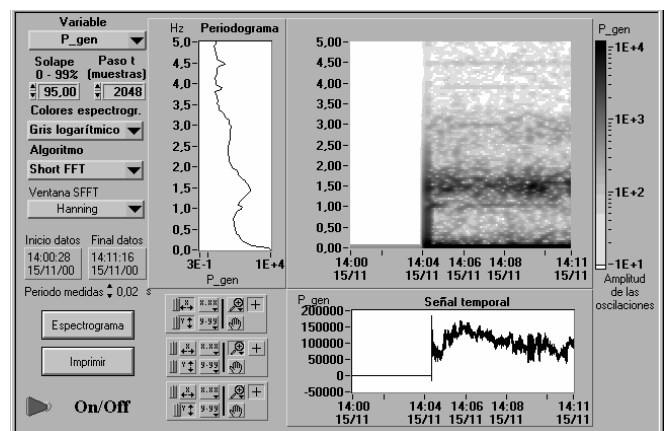 Variable
P_gen
Solape
0 - 99%
Paso t
(muestras)
95,00
2048
Colores espectrogr.
Gris logarítmico
Algoritmo
Short FFT
Ventana SFFT
Hanning
Inicio datos
Final datos
14:00:28
15/11/00
14:11:16
15/11/00
Periodo medidas
0,02 s
Espectrograma
Imprimir
On/Off
Hz
Periodograma
5,0
4,5
4,0
3,5
3,0
2,5
2,0
1,5
1,0
0,5
0,0
3E-1
1E+4
P_gen
5,00
4,50
4,00
3,50
3,00
2,50
2,00
1,50
1,00
0,50
0,00
14:00 14:04 14:06 14:08 14:11
15/11 15/11 15/11 15/11 15/11
P_gen
1E+4
1E+3
1E+2
1E+1
Amplitud
de las
oscilaciones
P_gen
Señal temporal
200000
150000
100000
50000
0
-50000
14:00 14:04 14:06 14:08 14:11
15/11 15/11 15/11 15/11 15/11